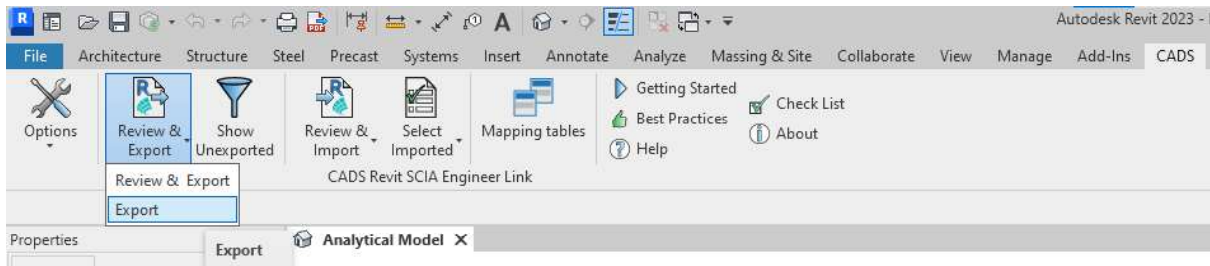 R A Autodesk Revit 2023 -
File Architecture Structure Steel Precast Systems Insert Annotate Analyze Massing & Site Collaborate View Manage Add-Ins CADS
Options
Review &
Export
Show
Unexported
Review &
Import
Select
Imported
Mapping tables
Getting Started
Best Practices
Help
Check List
About
CADS Revit SCIA Engineer Link
Review & Export
Export
Properties
Export
Analytical Model